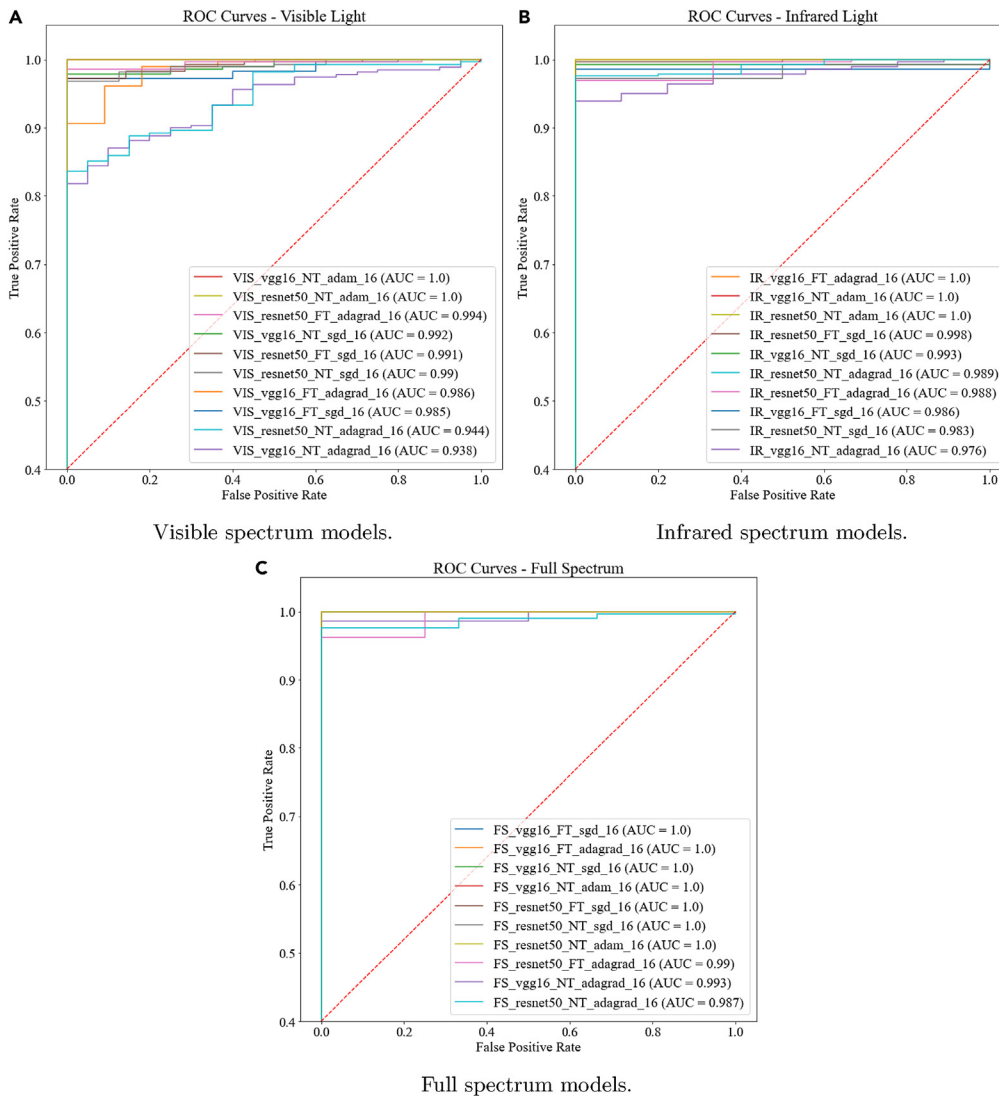 A
ROC Curves - Visible Light
True Positive Rate
1.0
0.9
0.8
0.7
0.6
0.5
0.4
VIS_vgg16_NT_adam_16 (AUC = 1.0)
VIS_resnet50_NT_adam_16 (AUC = 1.0)
VIS_resnet50_FT_adagrad_16 (AUC = 0.994)
VIS_vgg16_NT_sgd_16 (AUC = 0.992)
VIS_resnet50_FT_sgd_16 (AUC = 0.991)
VIS_resnet50_NT_sgd_16 (AUC = 0.99)
VIS_vgg16_FT_adagrad_16 (AUC = 0.986)
VIS_vgg16_FT_sgd_16 (AUC = 0.985)
VIS_resnet50_NT_adagrad_16 (AUC = 0.944)
VIS_vgg16_NT_adagrad_16 (AUC = 0.938)
0.0 0.2 0.4 0.6 0.8 1.0
False Positive Rate
Visible spectrum models.
B
ROC Curves - Infrared Light
True Positive Rate
1.0
0.9
0.8
0.7
0.6
0.5
0.4
IR_vgg16_FT_adagrad_16 (AUC = 1.0)
IR_vgg16_NT_adam_16 (AUC = 1.0)
IR_resnet50_NT_adam_16 (AUC = 1.0)
IR_resnet50_FT_sgd_16 (AUC = 0.998)
IR_vgg16_NT_sgd_16 (AUC = 0.993)
IR_resnet50_NT_adagrad_16 (AUC = 0.989)
IR_resnet50_FT_adagrad_16 (AUC = 0.988)
IR_vgg16_FT_sgd_16 (AUC = 0.986)
IR_resnet50_NT_sgd_16 (AUC = 0.983)
IR_vgg16_NT_adagrad_16 (AUC = 0.976)
0.0 0.2 0.4 0.6 0.8 1.0
False Positive Rate
Infrared spectrum models.
C
ROC Curves - Full Spectrum
True Positive Rate
1.0
0.9
0.8
0.7
0.6
0.5
0.4
FS_vgg16_FT_sgd_16 (AUC = 1.0)
FS_vgg16_FT_adagrad_16 (AUC = 1.0)
FS_vgg16_NT_sgd_16 (AUC = 1.0)
FS_vgg16_NT_adam_16 (AUC = 1.0)
FS_resnet50_FT_sgd_16 (AUC = 1.0)
FS_resnet50_NT_sgd_16 (AUC = 1.0)
FS_resnet50_NT_adam_16 (AUC = 1.0)
FS_resnet50_FT_adagrad_16 (AUC = 0.99)
FS_vgg16_NT_adagrad_16 (AUC = 0.993)
FS_resnet50_NT_adagrad_16 (AUC = 0.987)
0.0 0.2 0.4 0.6 0.8 1.0
False Positive Rate
Full spectrum models.